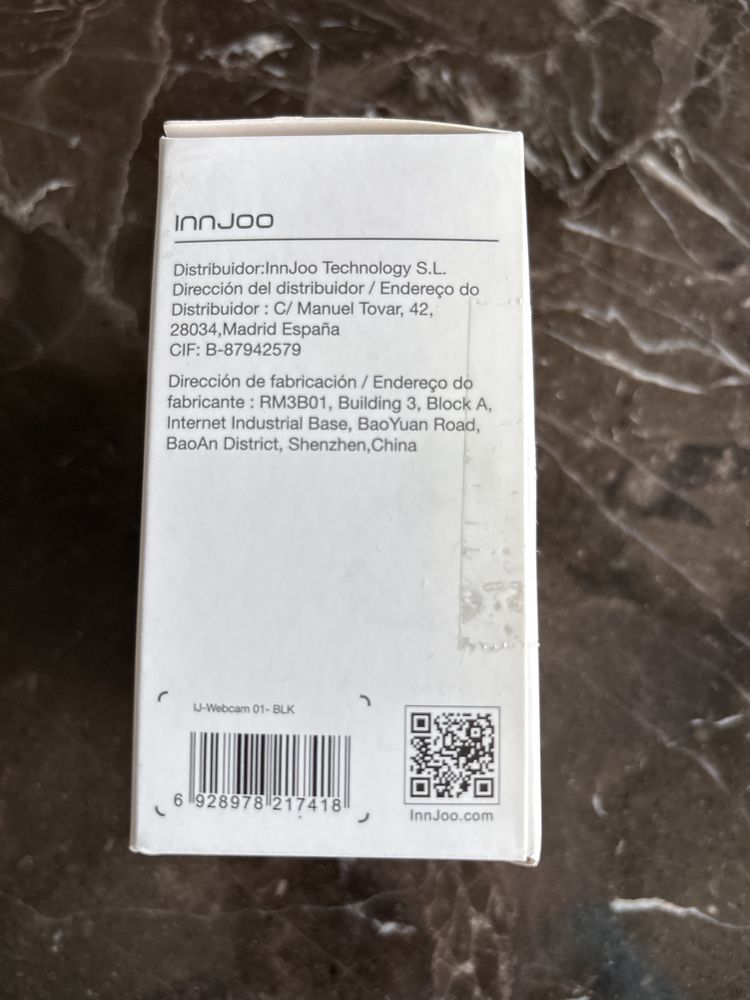 InnJoo
Distribuidor:InnJoo Technology S.L.
Dirección del distribuidor / Endereço do
Distribuidor : C/ Manuel Tovar, 42,
28034,Madrid España
CIF: B-87942579
Dirección de fabricación / Endereço do
fabricante : RM3B01, Building 3, Block A,
Internet Industrial Base, BaoYuan Road,
BaoAn District, Shenzhen,China
IJ-Webcam 01- BLK
6 928978 217418
InnJoo.com